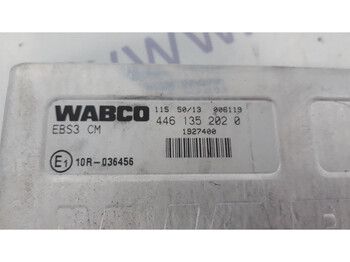 WABCO
115 50/13 006119
446 135 202 0
EBS3 CM
1927400
E1 10R-036456